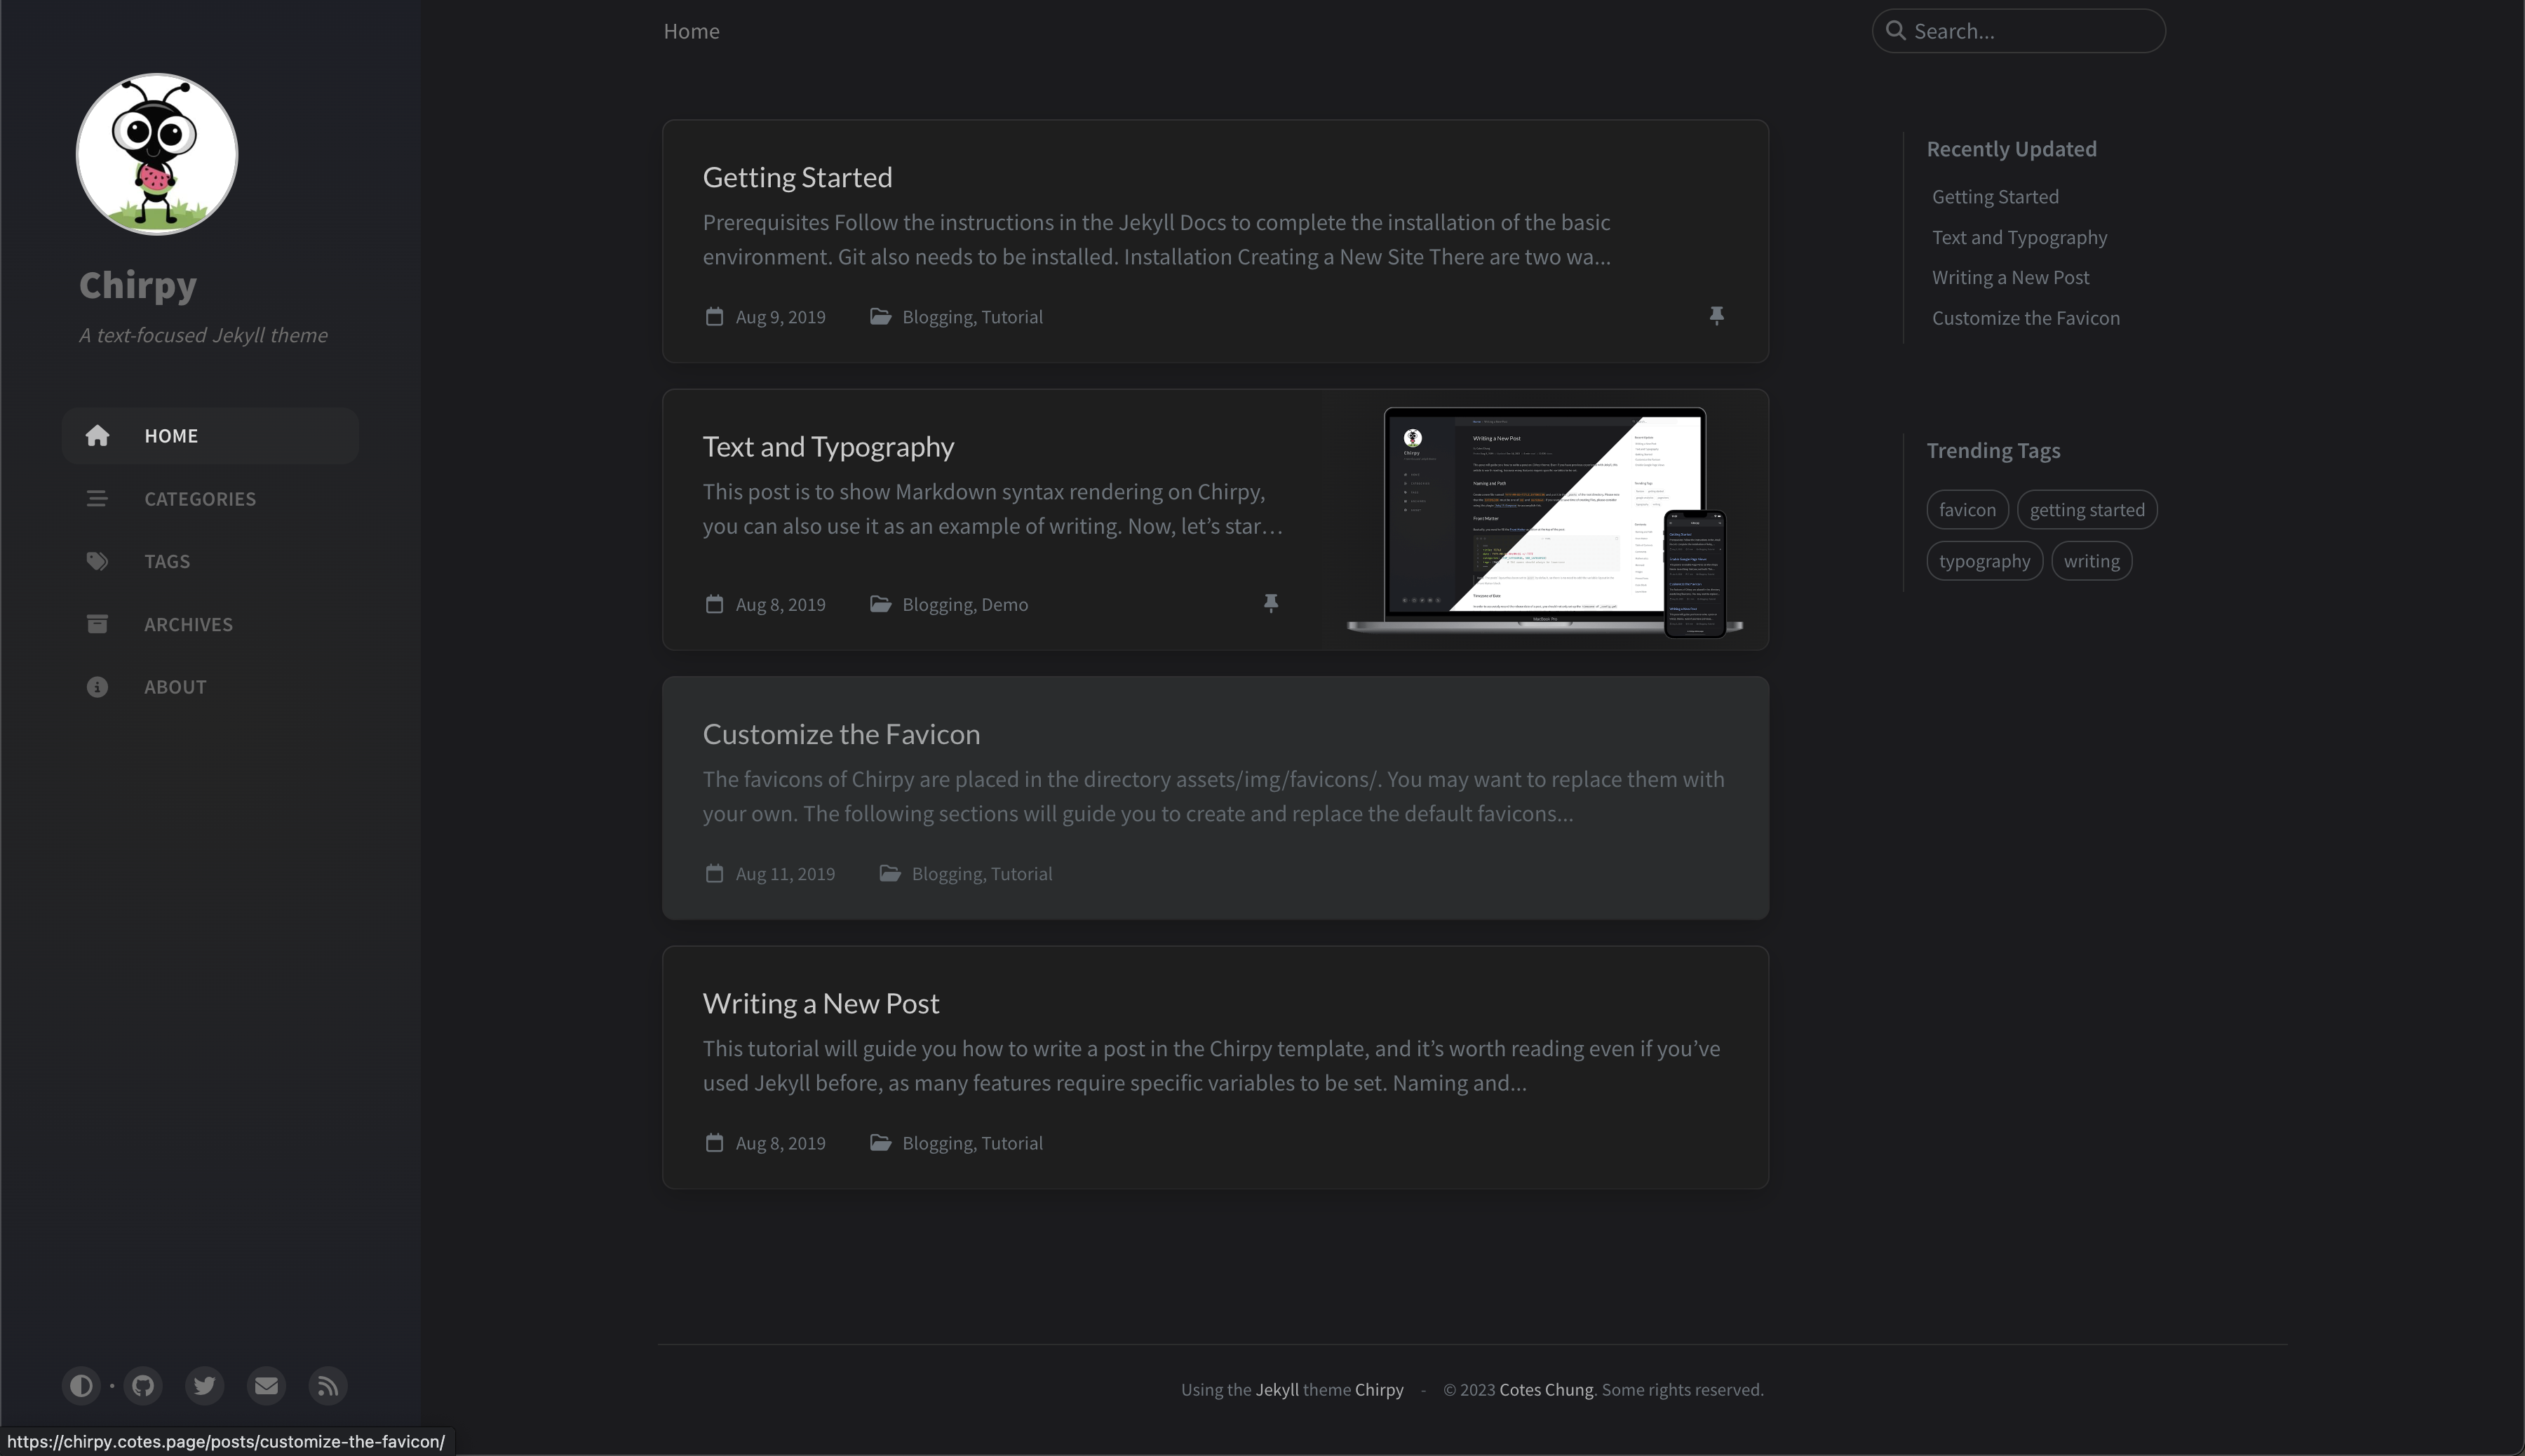 Chirpy
A text-focused Jekyll theme
HOME
CATEGORIES
TAGS
ARCHIVES
ABOUT
Home
Search...
Getting Started
Prerequisites Follow the instructions in the Jekyll Docs to complete the installation of the basic
environment. Git also needs to be installed. Installation Creating a New Site There are two wa...
Aug 9, 2019 Blogging, Tutorial
Text and Typography
This post is to show Markdown syntax rendering on Chirpy,
you can also use it as an example of writing. Now, let’s star…
Aug 8, 2019 Blogging, Demo
Writing a New Post
Naming and Path
Front Matter
MacBook Pro
Customize the Favicon
The favicons of Chirpy are placed in the directory assets/img/favicons/. You may want to replace them with
your own. The following sections will guide you to create and replace the default favicons...
Aug 11, 2019 Blogging, Tutorial
Writing a New Post
This tutorial will guide you how to write a post in the Chirpy template, and it’s worth reading even if you’ve
used Jekyll before, as many features require specific variables to be set. Naming and...
Aug 8, 2019 Blogging, Tutorial
Recently Updated
Getting Started
Text and Typography
Writing a New Post
Customize the Favicon
Trending Tags
favicon getting started
typography writing
Using the Jekyll theme Chirpy - © 2023 Cotes Chung. Some rights reserved.
https://chirpy.cotes.page/posts/customize-the-favicon/